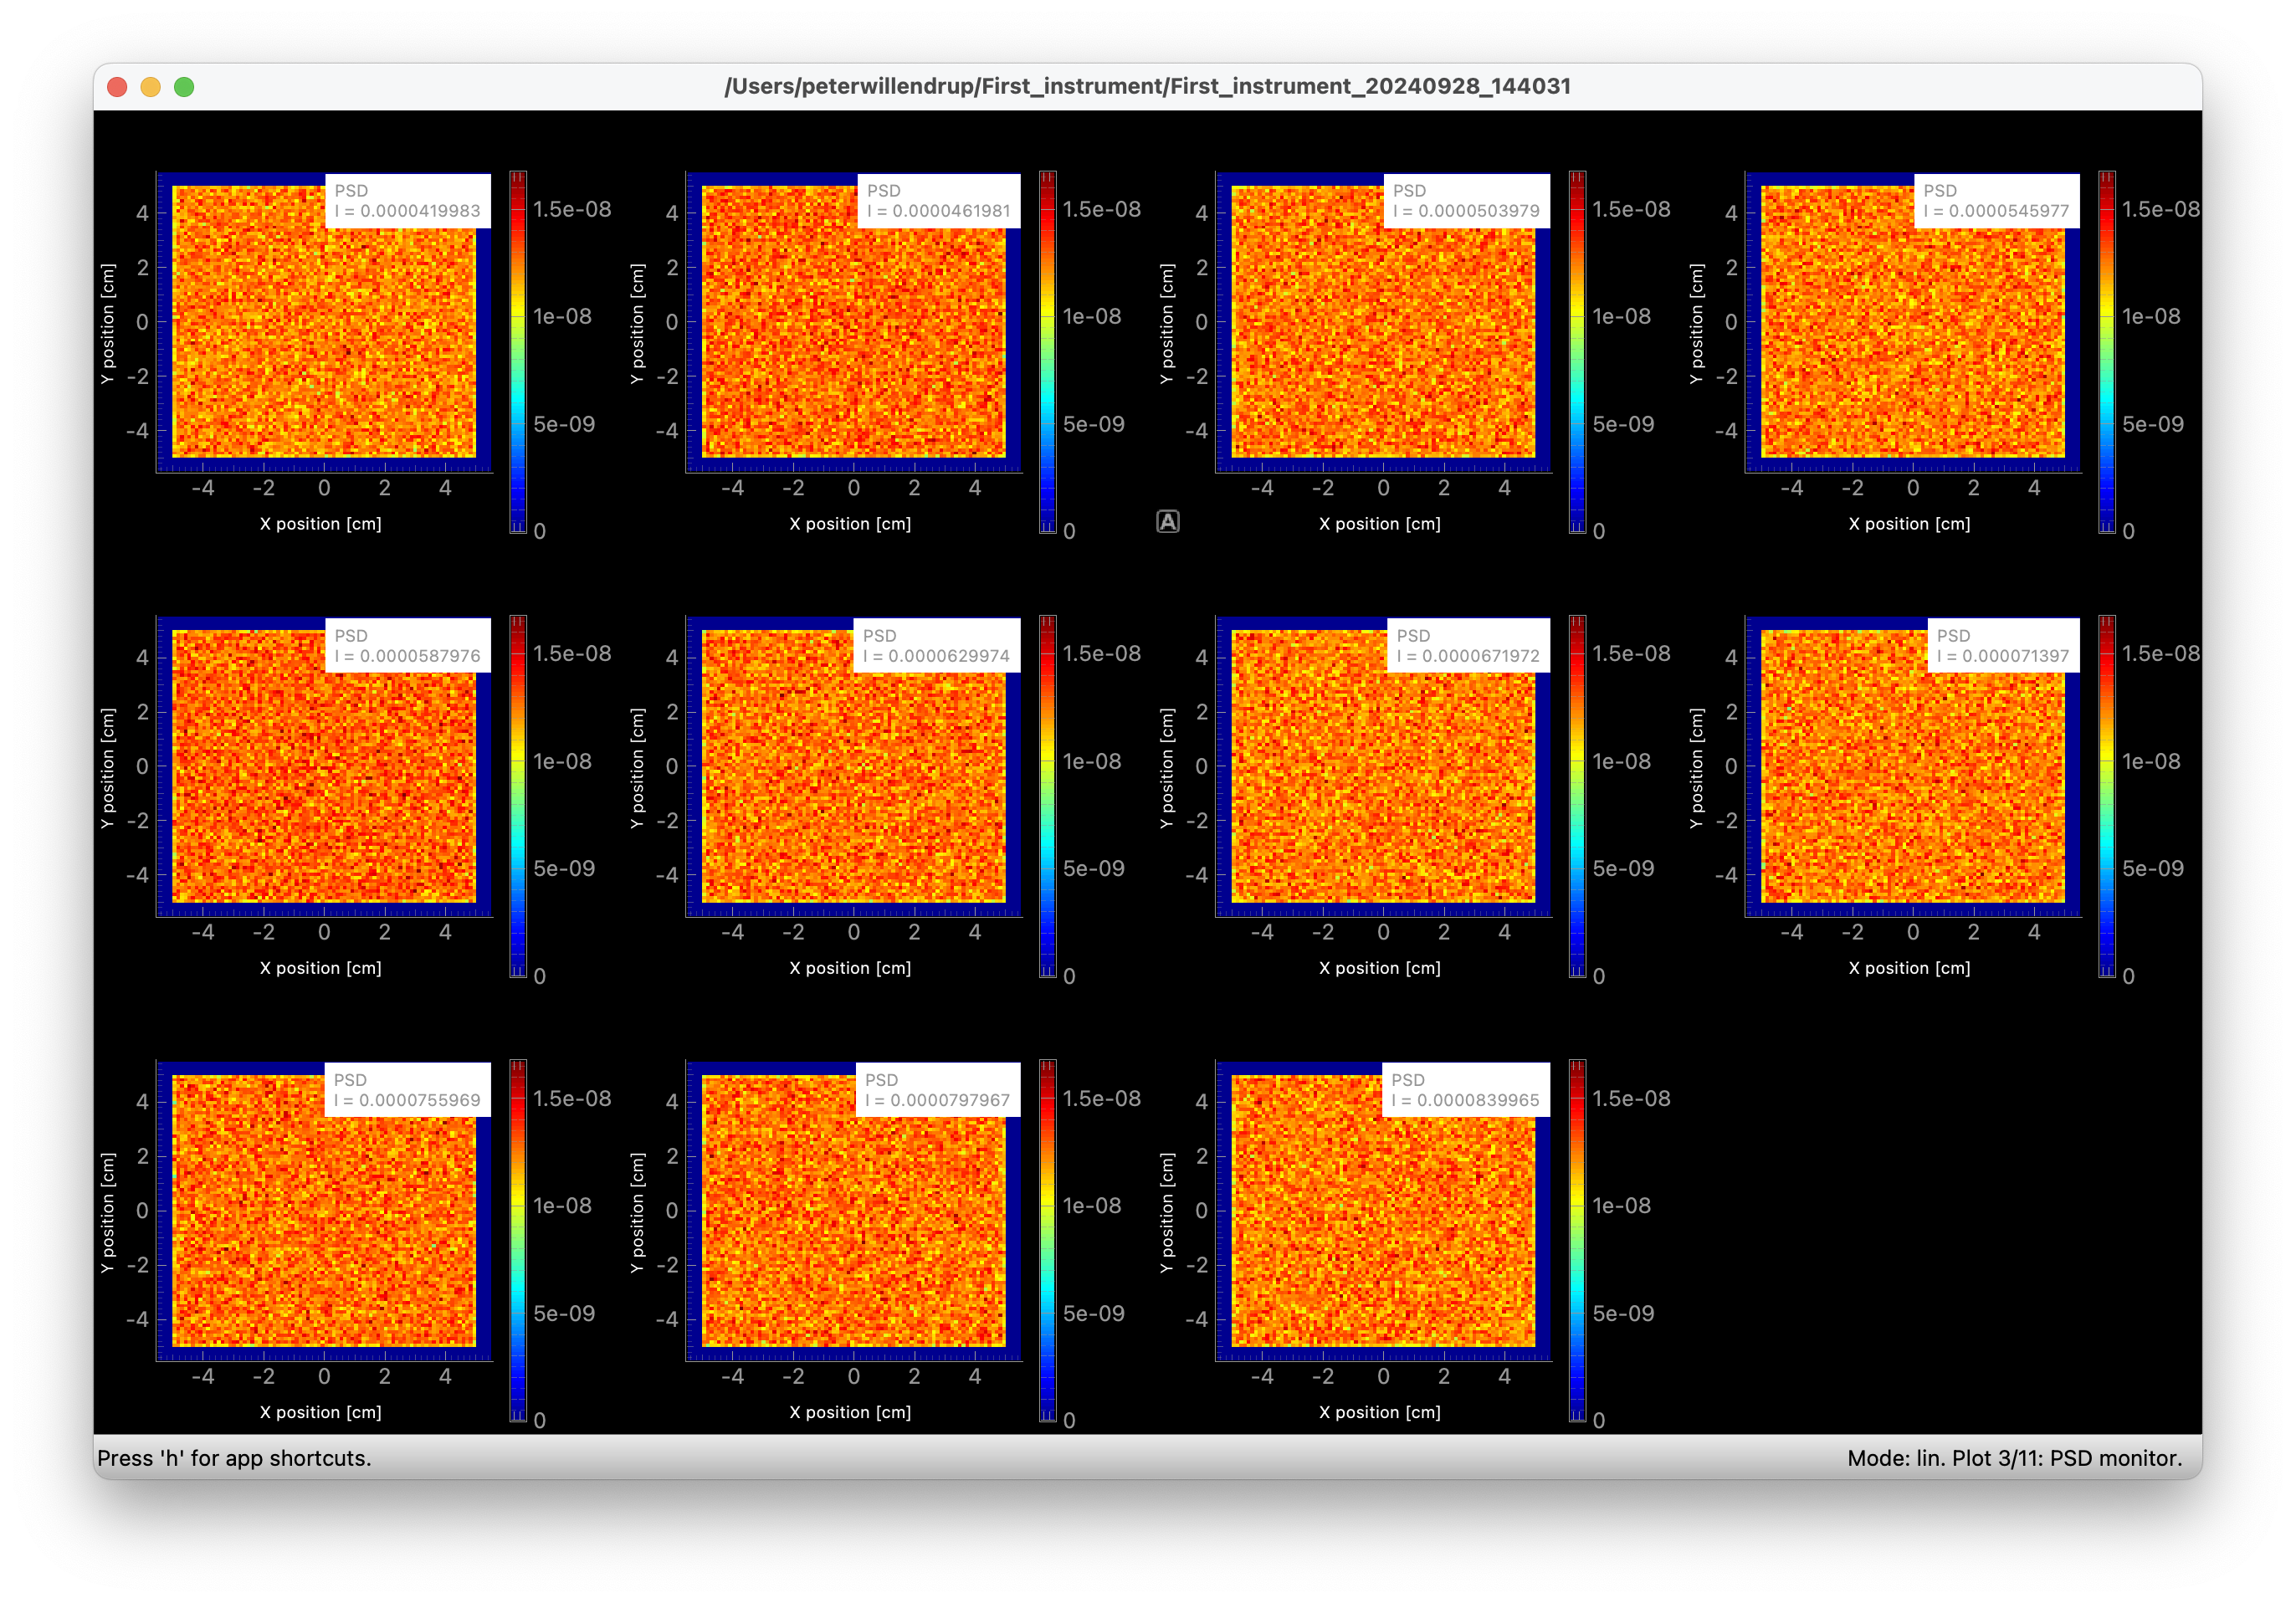 /Users/peterwillendrup/First_instrument/First_instrument_20240928_144031
PSD
I = 0.0000419983
4
2
0
-2
-4
Y position [cm]
-4 -2 0 2 4
X position [cm]
1.5e-08
1e-08
5e-09
0
PSD
I = 0.0000461981
4
2
0
-2
-4
Y position [cm]
-4 -2 0 2 4
X position [cm]
1.5e-08
1e-08
5e-09
0
PSD
I = 0.0000503979
4
2
0
-2
-4
Y position [cm]
-4 -2 0 2 4
X position [cm]
A
1.5e-08
1e-08
5e-09
0
PSD
I = 0.0000545977
4
2
0
-2
-4
Y position [cm]
-4 -2 0 2 4
X position [cm]
1.5e-08
1e-08
5e-09
0
PSD
I = 0.0000587976
4
2
0
-2
-4
Y position [cm]
-4 -2 0 2 4
X position [cm]
1.5e-08
1e-08
5e-09
0
PSD
I = 0.0000629974
4
2
0
-2
-4
Y position [cm]
-4 -2 0 2 4
X position [cm]
1.5e-08
1e-08
5e-09
0
PSD
I = 0.0000671972
4
2
0
-2
-4
Y position [cm]
-4 -2 0 2 4
X position [cm]
1.5e-08
1e-08
5e-09
0
PSD
I = 0.000071397
4
2
0
-2
-4
Y position [cm]
-4 -2 0 2 4
X position [cm]
1.5e-08
1e-08
5e-09
0
PSD
I = 0.0000755969
4
2
0
-2
-4
Y position [cm]
-4 -2 0 2 4
X position [cm]
1.5e-08
1e-08
5e-09
0
PSD
I = 0.0000797967
4
2
0
-2
-4
Y position [cm]
-4 -2 0 2 4
X position [cm]
1.5e-08
1e-08
5e-09
0
PSD
I = 0.0000839965
4
2
0
-2
-4
Y position [cm]
-4 -2 0 2 4
X position [cm]
1.5e-08
1e-08
5e-09
0
Press 'h' for app shortcuts.
Mode: lin. Plot 3/11: PSD monitor.